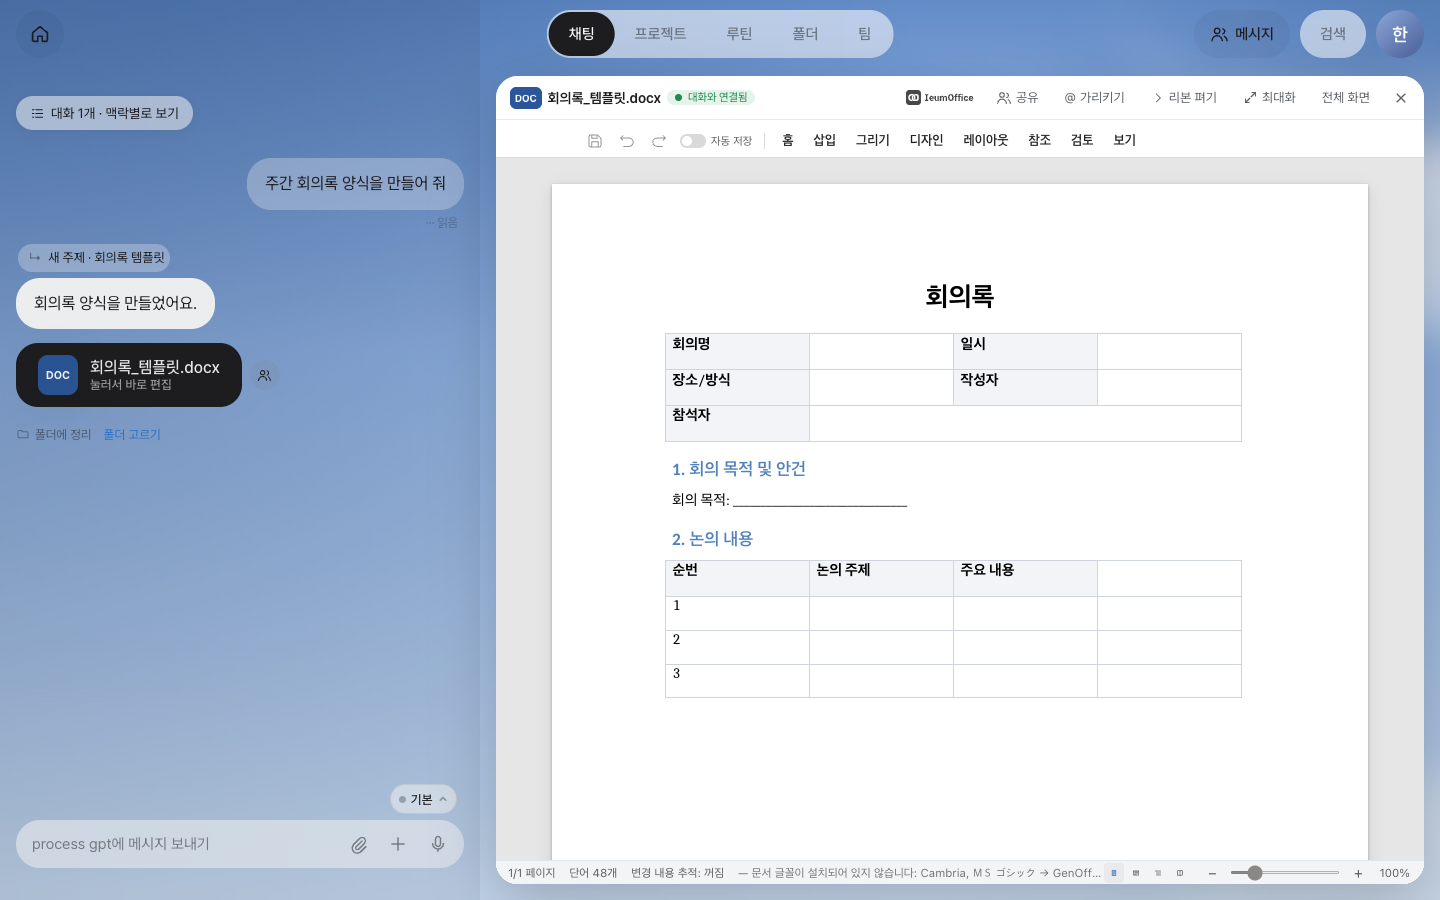 채팅 프로젝트 루틴 폴더 팀
메시지 검색 한
대화 1개 · 맥락별로 보기
주간 회의록 양식을 만들어 줘
··· 읽음
새 주제 · 회의록 템플릿
회의록 양식을 만들었어요.
DOC 회의록_템플릿.docx
눌러서 바로 편집
폴더에 정리 폴더 고르기
기본
process gpt에 메시지 보내기
DOC 회의록_템플릿.docx 대화와 연결됨 IeumOffice 공유 @ 가리키기 리본 펴기 최대화 전체 화면
자동 저장 홈 삽입 그리기 디자인 레이아웃 참조 검토 보기
회의록
회의명 일시
장소/방식 작성자
참석자
1. 회의 목적 및 안건
회의 목적: ______________________________
2. 논의 내용
순번 논의 주제 주요 내용
1
2
3
1/1 페이지 단어 48개 변경 내용 추적: 꺼짐 — 문서 글꼴이 설치되어 있지 않습니다: Cambria, ＭＳ ゴシック → GenOff... 100%